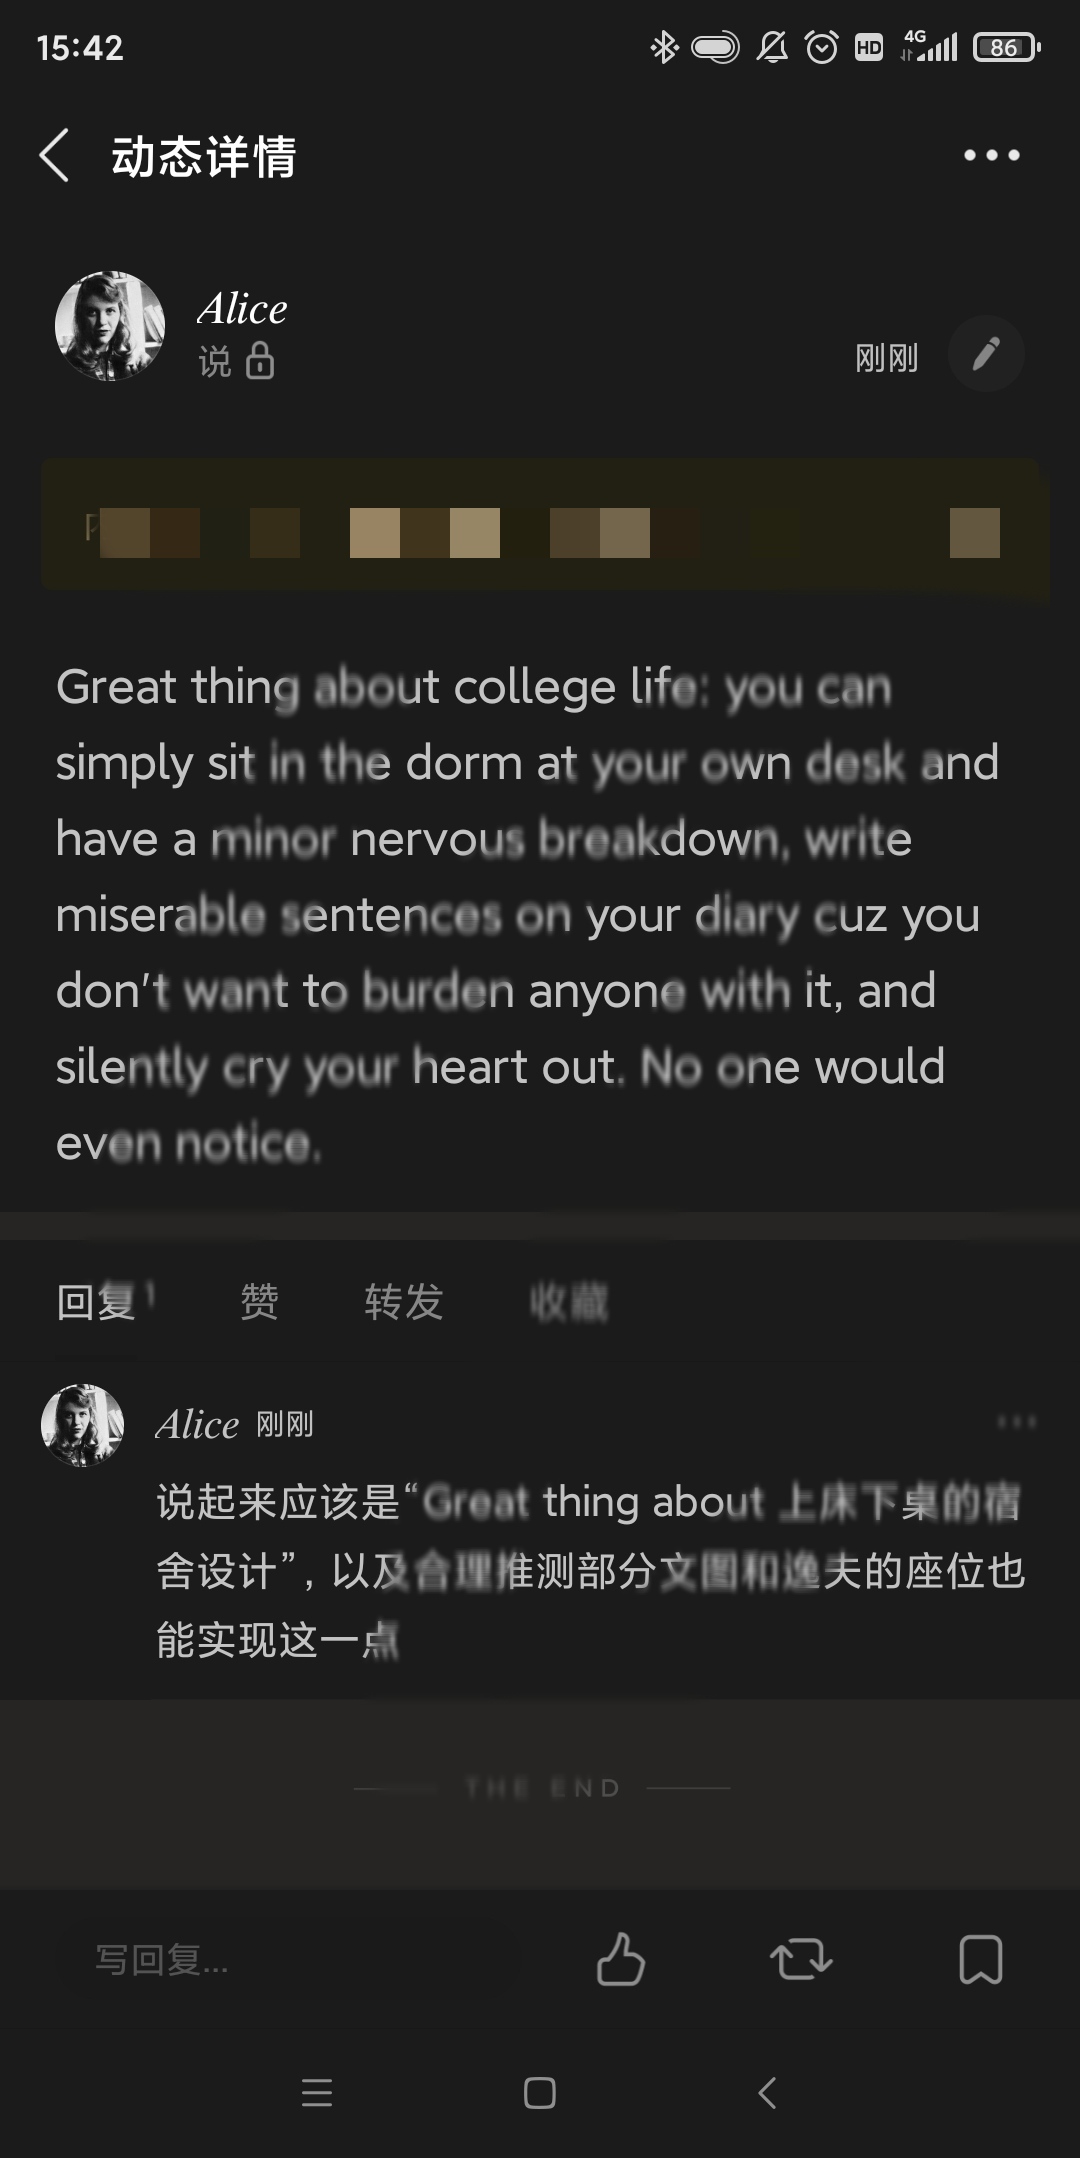 15:42
4G
HD
86
动态详情
Alice
说
刚刚
Great thing about college life: you can
simply sit in the dorm at your own desk and
have a minor nervous breakdown, write
miserable sentences on your diary cuz you
don't want to burden anyone with it, and
silently cry your heart out. No one would
even notice.
回复 1 赞 转发 收藏
Alice 刚刚
说起来应该是“Great thing about 上床下桌的宿
舍设计”, 以及合理推测部分文图和逸夫的座位也
能实现这一点
THE END
写回复...